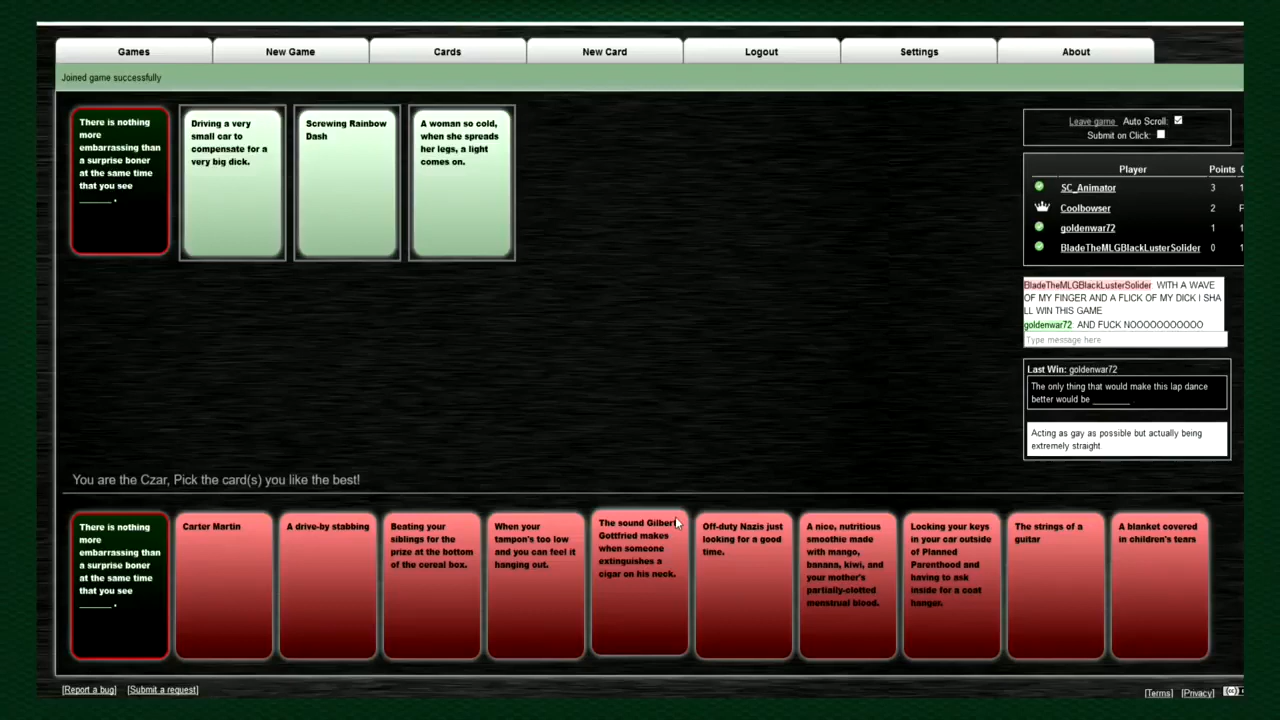 Games
New Game
Cards
New Card
Logout
Settings
About
Joined game successfully
There is nothing
more
embarrassing than
a surprise boner
at the same time
that you see
______ .
Driving a very
small car to
compensate for a
very big dick.
Screwing Rainbow
Dash
A woman so cold,
when she spreads
her legs, a light
comes on.
Leave game Auto Scroll:
Submit on Click:
Player Points
SC_Animator 3 1
Coolbowser 2
goldenwar72 1 1
BladeTheMLGBlackLusterSolider 0 1
BladeTheMLGBlackLusterSolider WITH A WAVE
OF MY FINGER AND A FLICK OF MY DICK I SHA
LL WIN THIS GAME
goldenwar72 AND FUCK NOOOOOOOOOOO
Type message here
Last Win: goldenwar72
The only thing that would make this lap dance
better would be ________
Acting as gay as possible but actually being
extremely straight
You are the Czar, Pick the card(s) you like the best!
There is nothing
more
embarrassing than
a surprise boner
at the same time
that you see
______ .
Carter Martin
A drive-by stabbing
Beating your
siblings for the
prize at the bottom
of the cereal box.
When your
tampon's too low
and you can feel it
hanging out.
The sound Gilbert
Gottfried makes
when someone
extinguishes a
cigar on his neck.
Off-duty Nazis just
looking for a good
time.
A nice, nutritious
smoothie made
with mango,
banana, kiwi, and
your mother's
partially-clotted
menstrual blood.
Locking your keys
in your car outside
of Planned
Parenthood and
having to ask
inside for a coat
hanger.
The strings of a
guitar
A blanket covered
in children's tears
[Report a bug] [Submit a request]
[Terms] [Privacy]